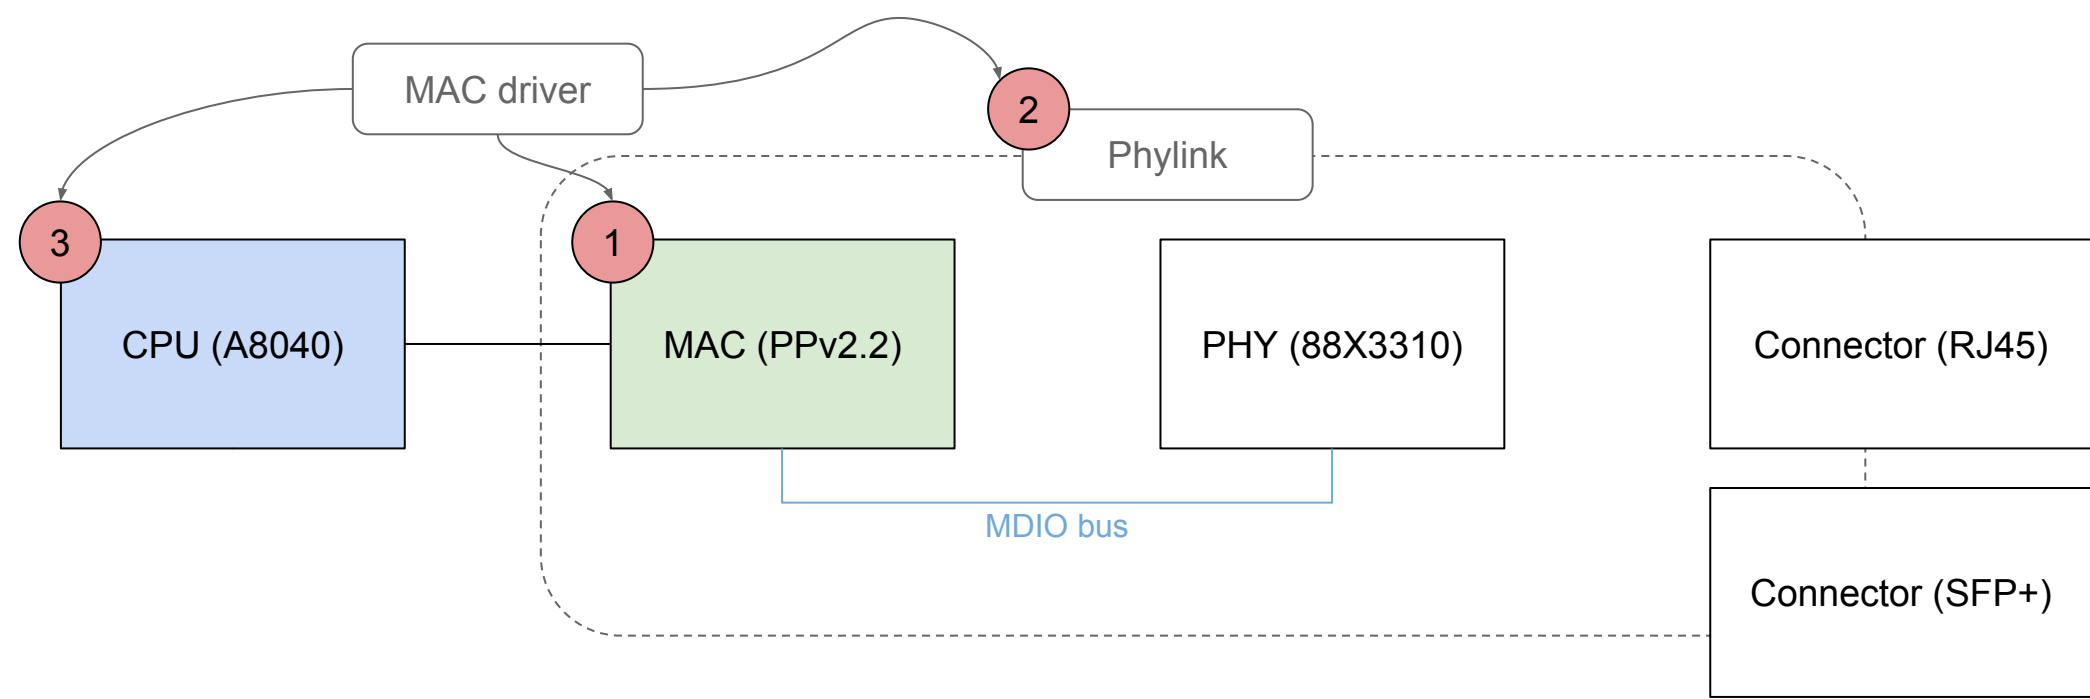 MAC driver
2
Phylink
3
1
CPU (A8040)
MAC (PPv2.2)
PHY (88X3310)
Connector (RJ45)
MDIO bus
Connector (SFP+)